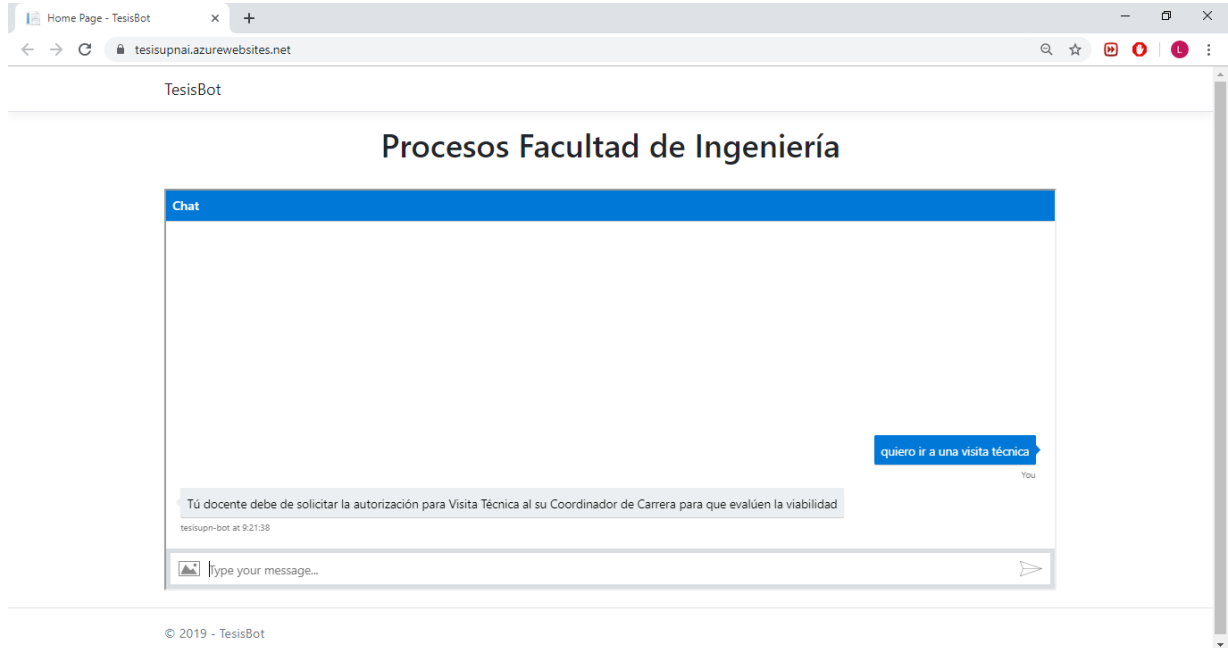 Home Page - TesisBot
tesisupnai.azurewebsites.net
L
TesisBot
Procesos Facultad de Ingeniería
Chat
quiero ir a una visita técnica
You
Tú docente debe de solicitar la autorización para Visita Técnica al su Coordinador de Carrera para que evalúen la viabilidad
tesisupn-bot at 9:21:38
Type your message...
© 2019 - TesisBot